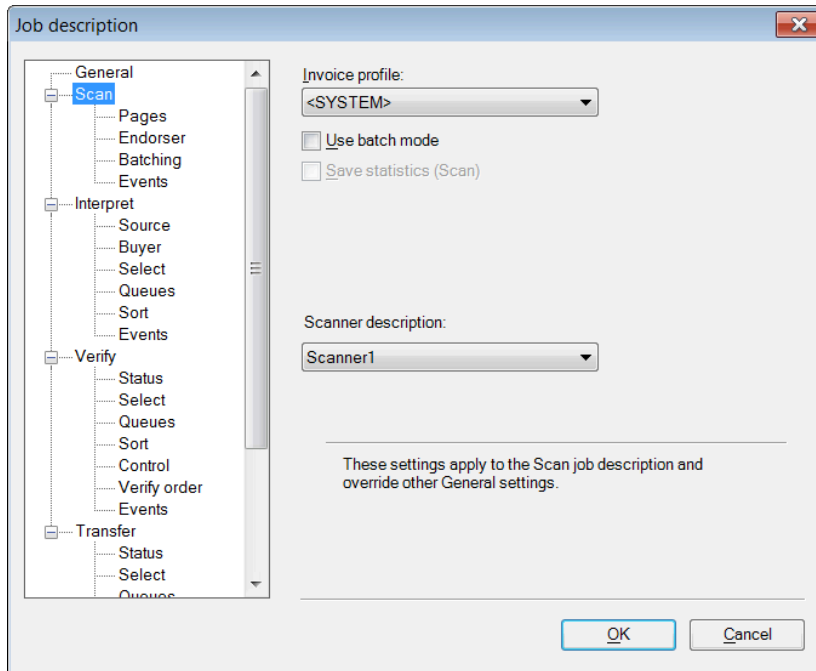 Job description
General
Scan
Pages
Endorser
Batching
Events
Interpret
Source
Buyer
Select
Queues
Sort
Events
Verify
Status
Select
Queues
Sort
Control
Verify order
Events
Transfer
Status
Select
Queues
Invoice profile:
<SYSTEM>
Use batch mode
Save statistics (Scan)
Scanner description:
Scanner1
These settings apply to the Scan job description and
override other General settings.
OK
Cancel